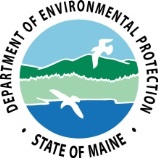 DEPARTMENT OF ENVIRONMENTAL PROTECTION
• STATE OF MAINE •